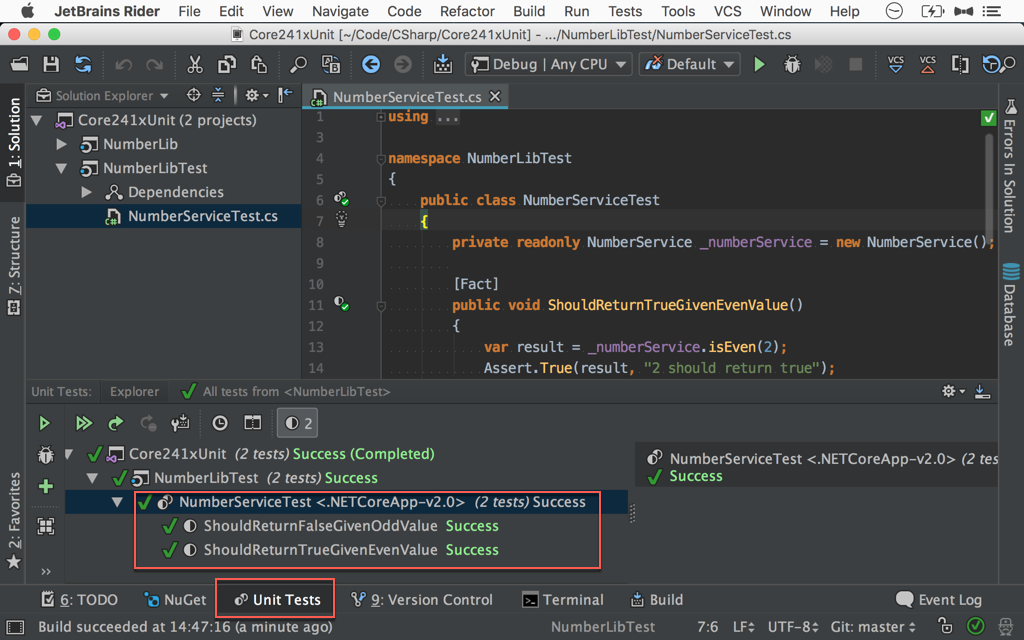 JetBrains Rider File Edit View Navigate Code Refactor Build Run Tests Tools VCS Window Help
Core241xUnit [~/Code/CSharp/Core241xUnit] - .../NumberLibTest/NumberServiceTest.cs
Debug | Any CPU Default VCS VCS
1: Solution
Z: Structure
2: Favorites
Solution Explorer
Core241xUnit (2 projects)
NumberLib
NumberLibTest
Dependencies
C# NumberServiceTest.cs
C# NumberServiceTest.cs
1 using ...
3
4 namespace NumberLibTest
5 {
6 public class NumberServiceTest
7 {
8 private readonly NumberService _numberService = new NumberService();
9
10 [Fact]
11 public void ShouldReturnTrueGivenEvenValue()
12 {
13 var result = _numberService.isEven(2);
14 Assert.True(result, "2 should return true");
Errors In Solution
Database
Unit Tests: Explorer All tests from <NumberLibTest>
2
Core241xUnit (2 tests) Success (Completed)
NumberLibTest (2 tests) Success
NumberServiceTest <.NETCoreApp-v2.0> (2 tests) Success
ShouldReturnFalseGivenOddValue Success
ShouldReturnTrueGivenEvenValue Success
NumberServiceTest <.NETCoreApp-v2.0> (2 tes
Success
6: TODO NuGet Unit Tests 9: Version Control Terminal Build Event Log
Build succeeded at 14:47:16 (a minute ago) NumberLibTest 7:6 LF UTF-8 Git: master